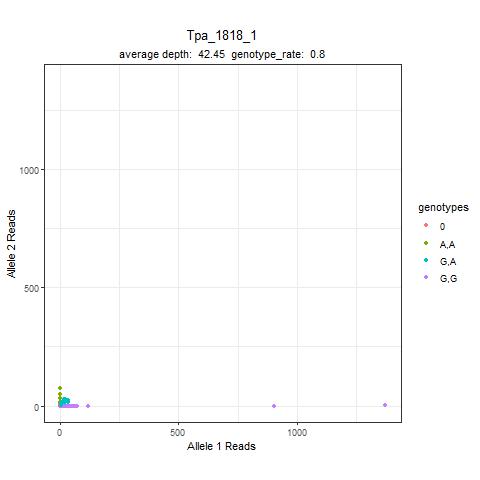 Tpa_1818_1
average depth:  42.45  genotype_rate:  0.8
1000
500
0
0
500
1000
Allele 2 Reads
Allele 1 Reads
genotypes
0
A,A
G,A
G,G